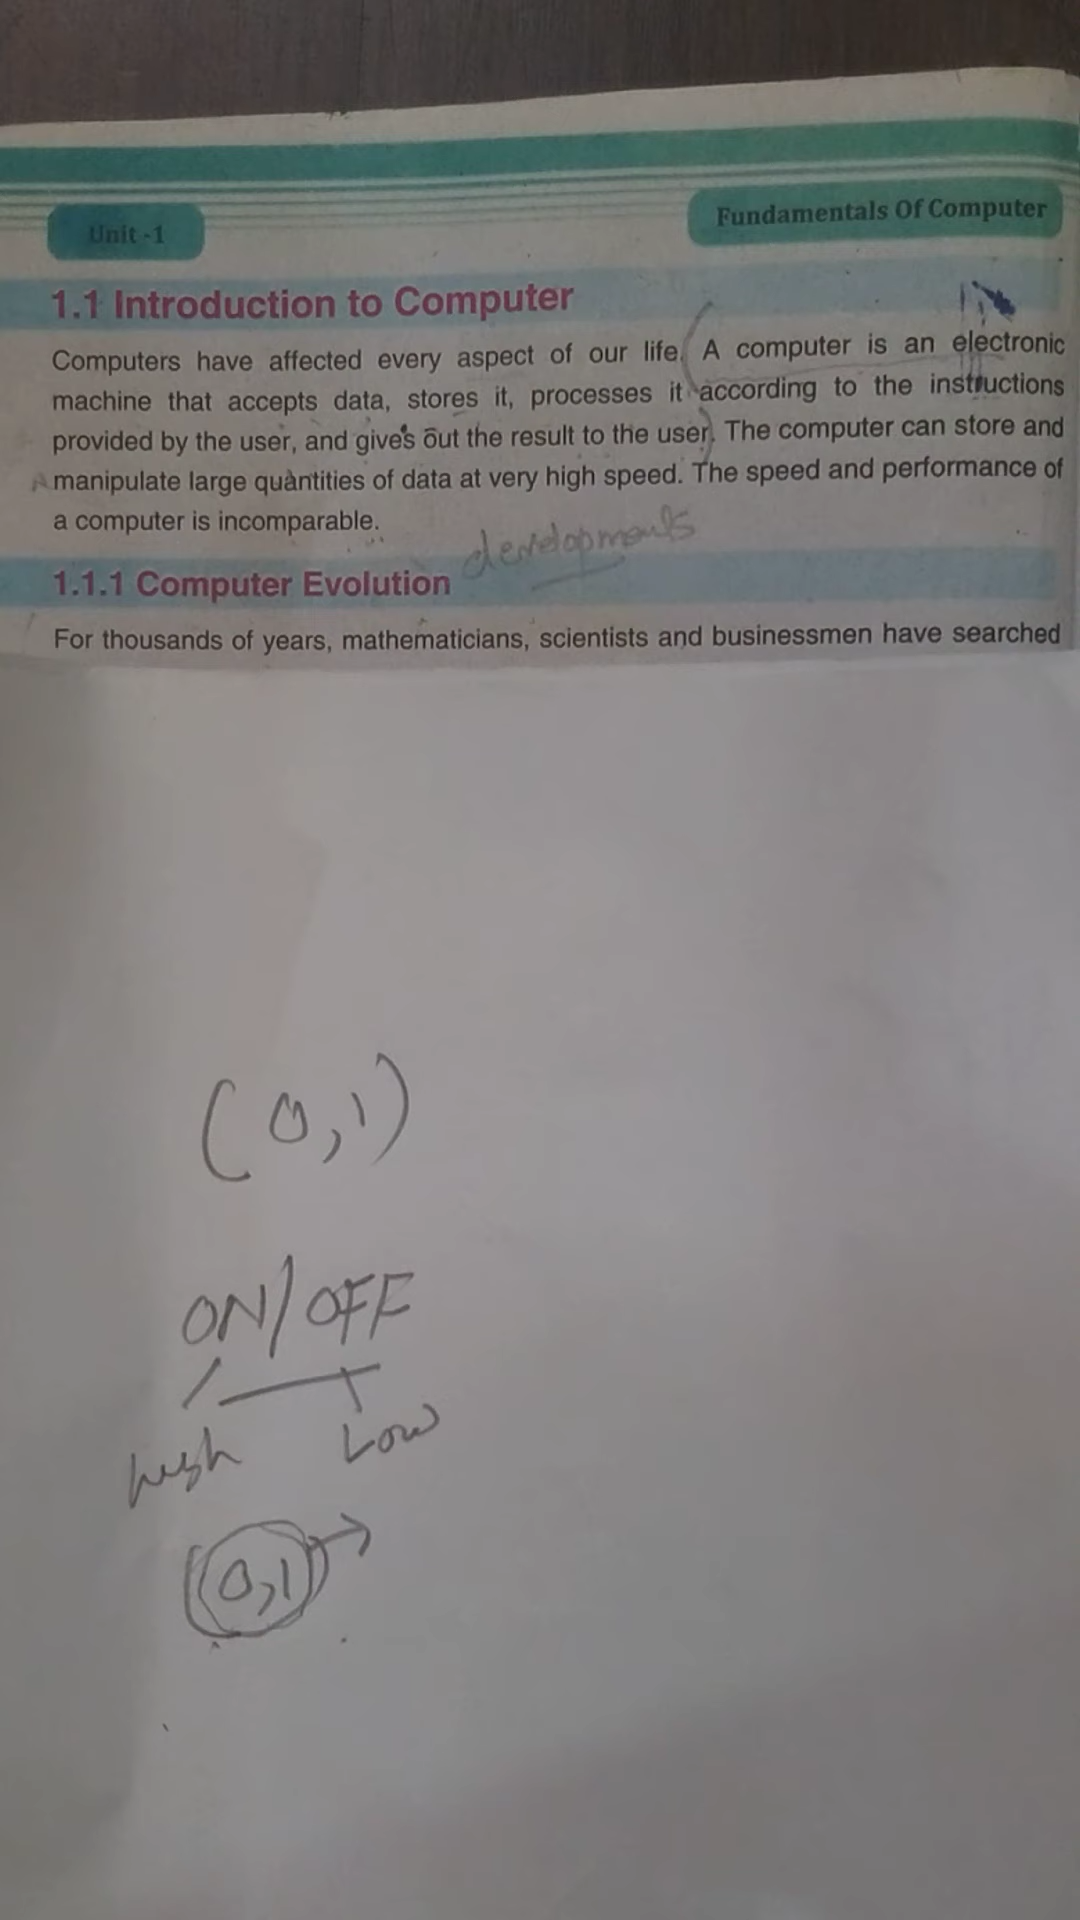 Unit -1
Fundamentals Of Computer
1.1 Introduction to Computer
Computers have affected every aspect of our life. A computer is an electronic
machine that accepts data, stores it, processes it according to the instructions
provided by the user, and gives out the result to the user. The computer can store and
manipulate large quantities of data at very high speed. The speed and performance of
a computer is incomparable.
developments
1.1.1 Computer Evolution
For thousands of years, mathematicians, scientists and businessmen have searched
(0,1)
ON/OFF
high Low
(0,1)